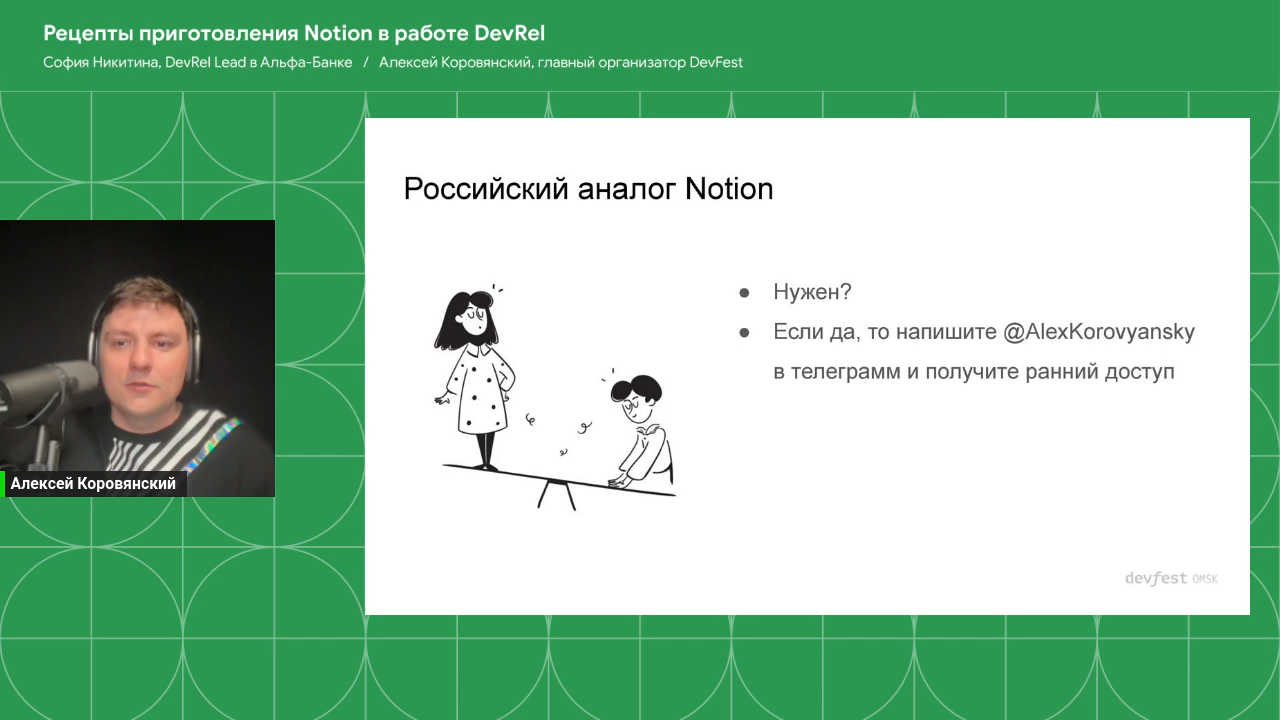 Рецепты приготовления Notion в работе DevRel
София Никитина, DevRel Lead в Альфа-Банке / Алексей Коровянский, главный организатор DevFest
Российский аналог Notion
● Нужен?
● Если да, то напишите @AlexKorovyansky
в телеграмм и получите ранний доступ
Алексей Коровянский
devfest OMSK